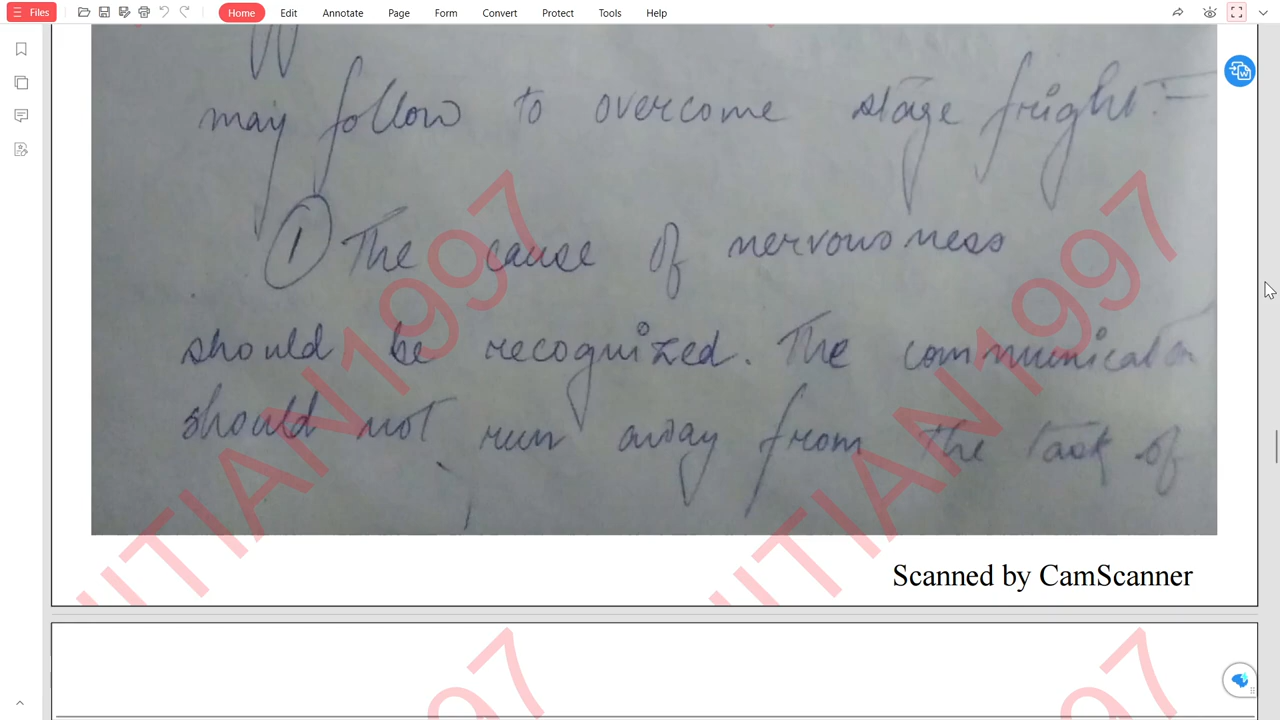 Files
Home Edit Annotate Page Form Convert Protect Tools Help
may follow to overcome stage fright :-
① The cause of nervousness
should be recognized. The
should not run away from the task of
Scanned by CamScanner